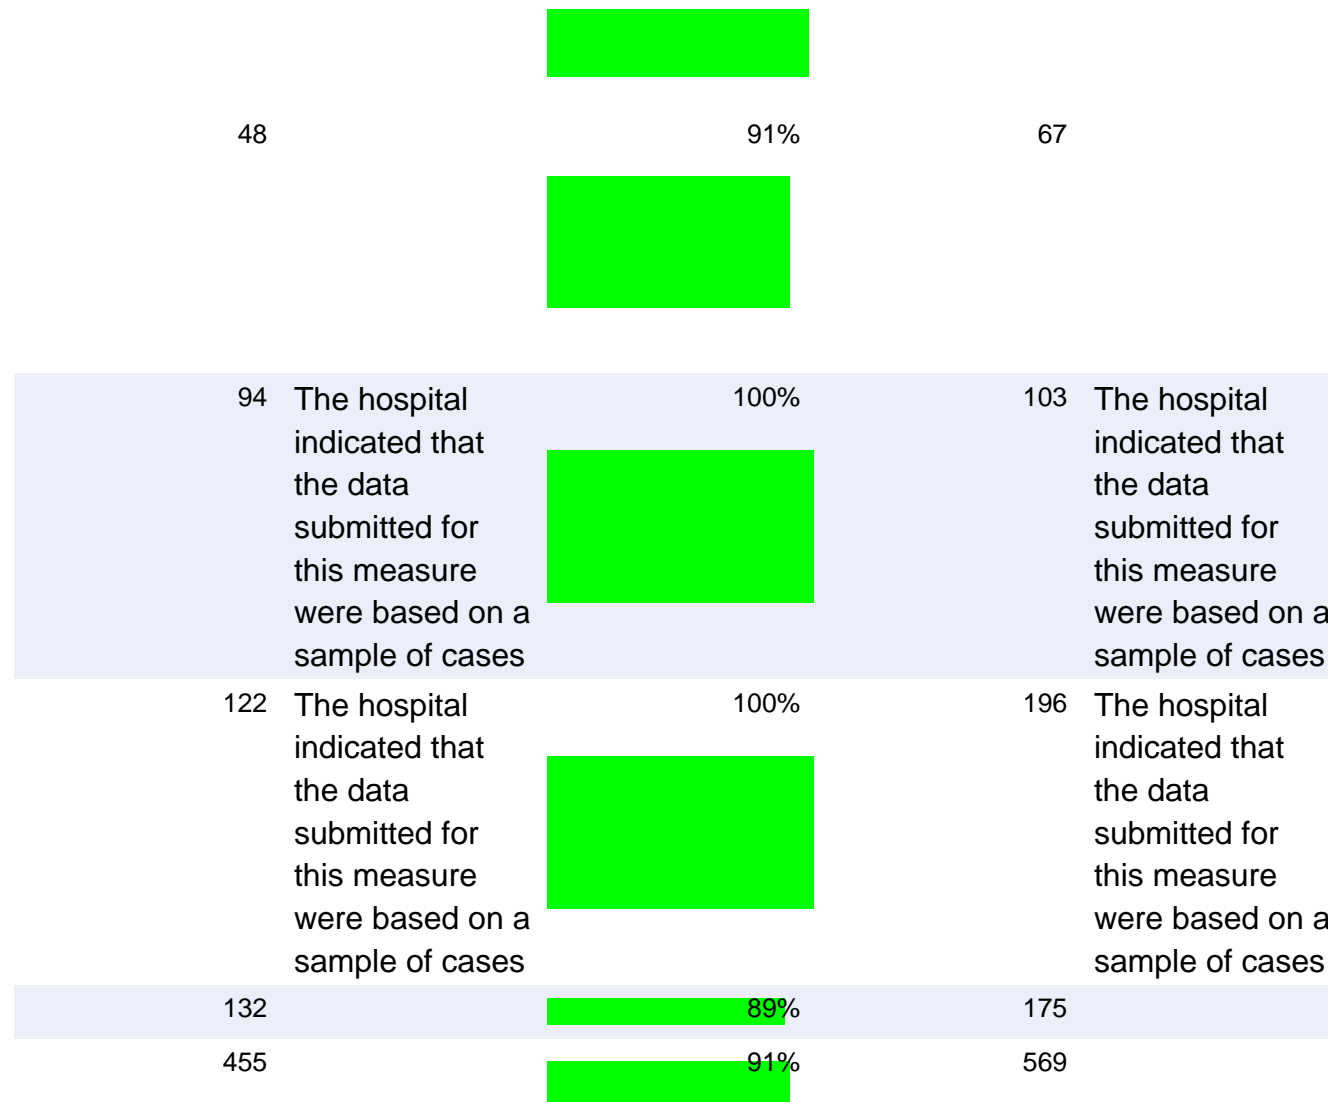 48 91% 67
94 The hospital 100% 103 The hospital
indicated that indicated that
the data the data
submitted for submitted for
this measure this measure
were based on a were based on a
sample of cases sample of cases
122 The hospital 100% 196 The hospital
indicated that indicated that
the data the data
submitted for submitted for
this measure this measure
were based on a were based on a
sample of cases sample of cases
132 89% 175
455 91% 569